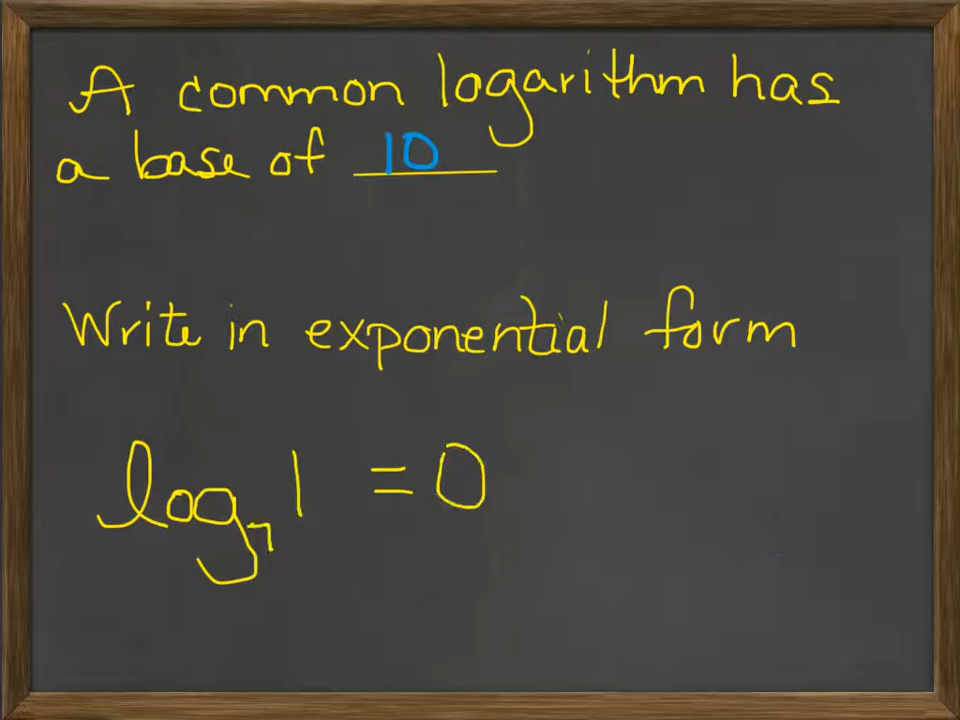 A common logarithm has
a base of 10
Write in exponential form
log₇ 1 = 0